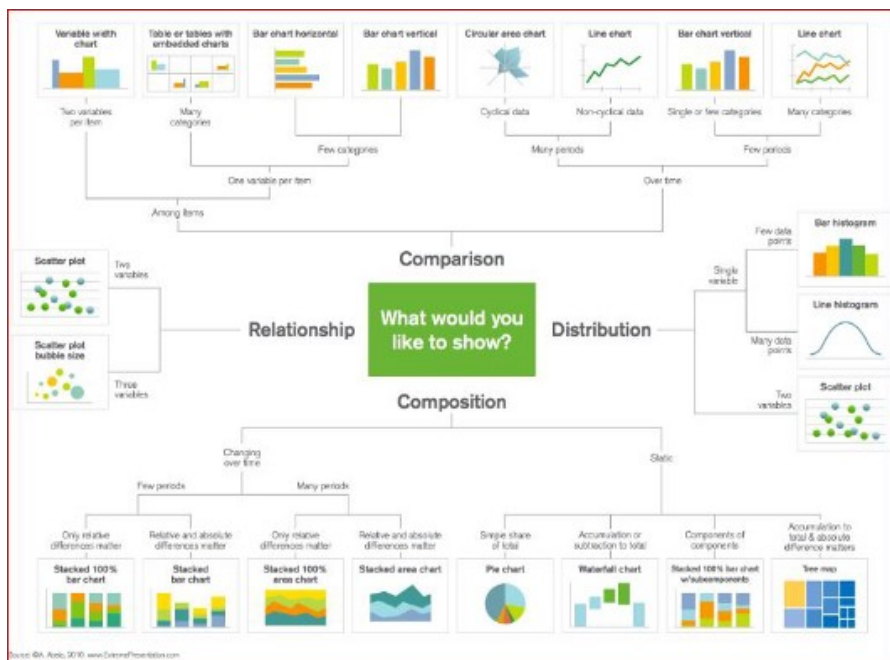 Variable width
chart
Table or tables with
embedded charts
Bar chart horizontal
Bar chart vertical
Circular area chart
Line chart
Bar chart vertical
Line chart
Two variables
per item
Many
categories
Cyclical data
Non-cyclical data
Single or few categories
Many categories
Few categories
Many periods
Few periods
One variable per item
Over time
Among items
Comparison
Scatter plot
Two
variables
Scatter plot
bubble size
Three
variables
Relationship
What would you
like to show?
Distribution
Single
variable
Few data
points
Bar histogram
Line histogram
Many data
points
Two
variables
Scatter plot
Composition
Changing
over time
Static
Few periods
Many periods
Only relative
differences matter
Relative and absolute
differences matter
Only relative
differences matter
Relative and absolute
differences matter
Simple share
of total
Accumulation or
subtraction to total
Components of
components
Accumulation to
total & absolute
difference matters
Stacked 100%
bar chart
Stacked
bar chart
Stacked 100%
area chart
Stacked area chart
Pie chart
Waterfall chart
Stacked 100% bar chart
w/subcomponents
Tree map
Source: ©A. Abela, 2010. www.ExtremePresentation.com